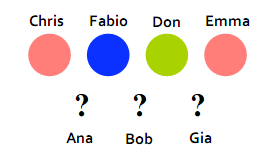 Chris Fabio Don Emma
? ? ?
Ana Bob Gia